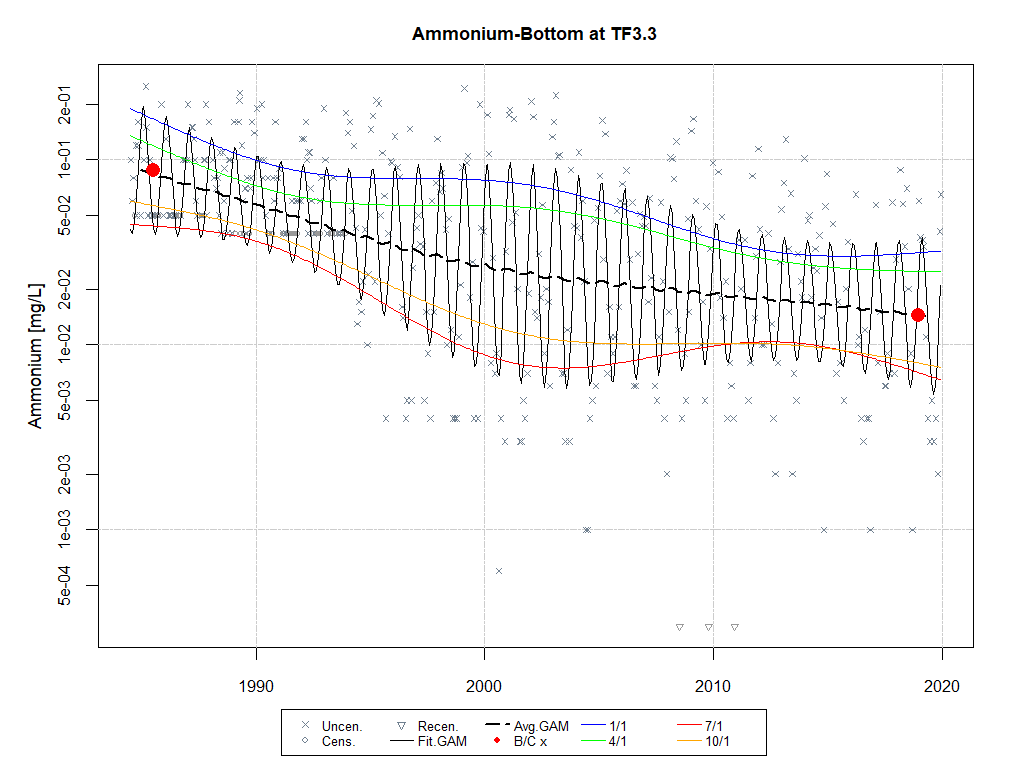 Ammonium-Bottom at TF3.3
Ammonium [mg/L]
2e-01
1e-01
5e-02
2e-02
1e-02
5e-03
2e-03
1e-03
5e-04
1990 2000 2010 2020
Uncen. Recen. Avg.GAM 1/1 7/1
Cens. Fit.GAM B/C x 4/1 10/1